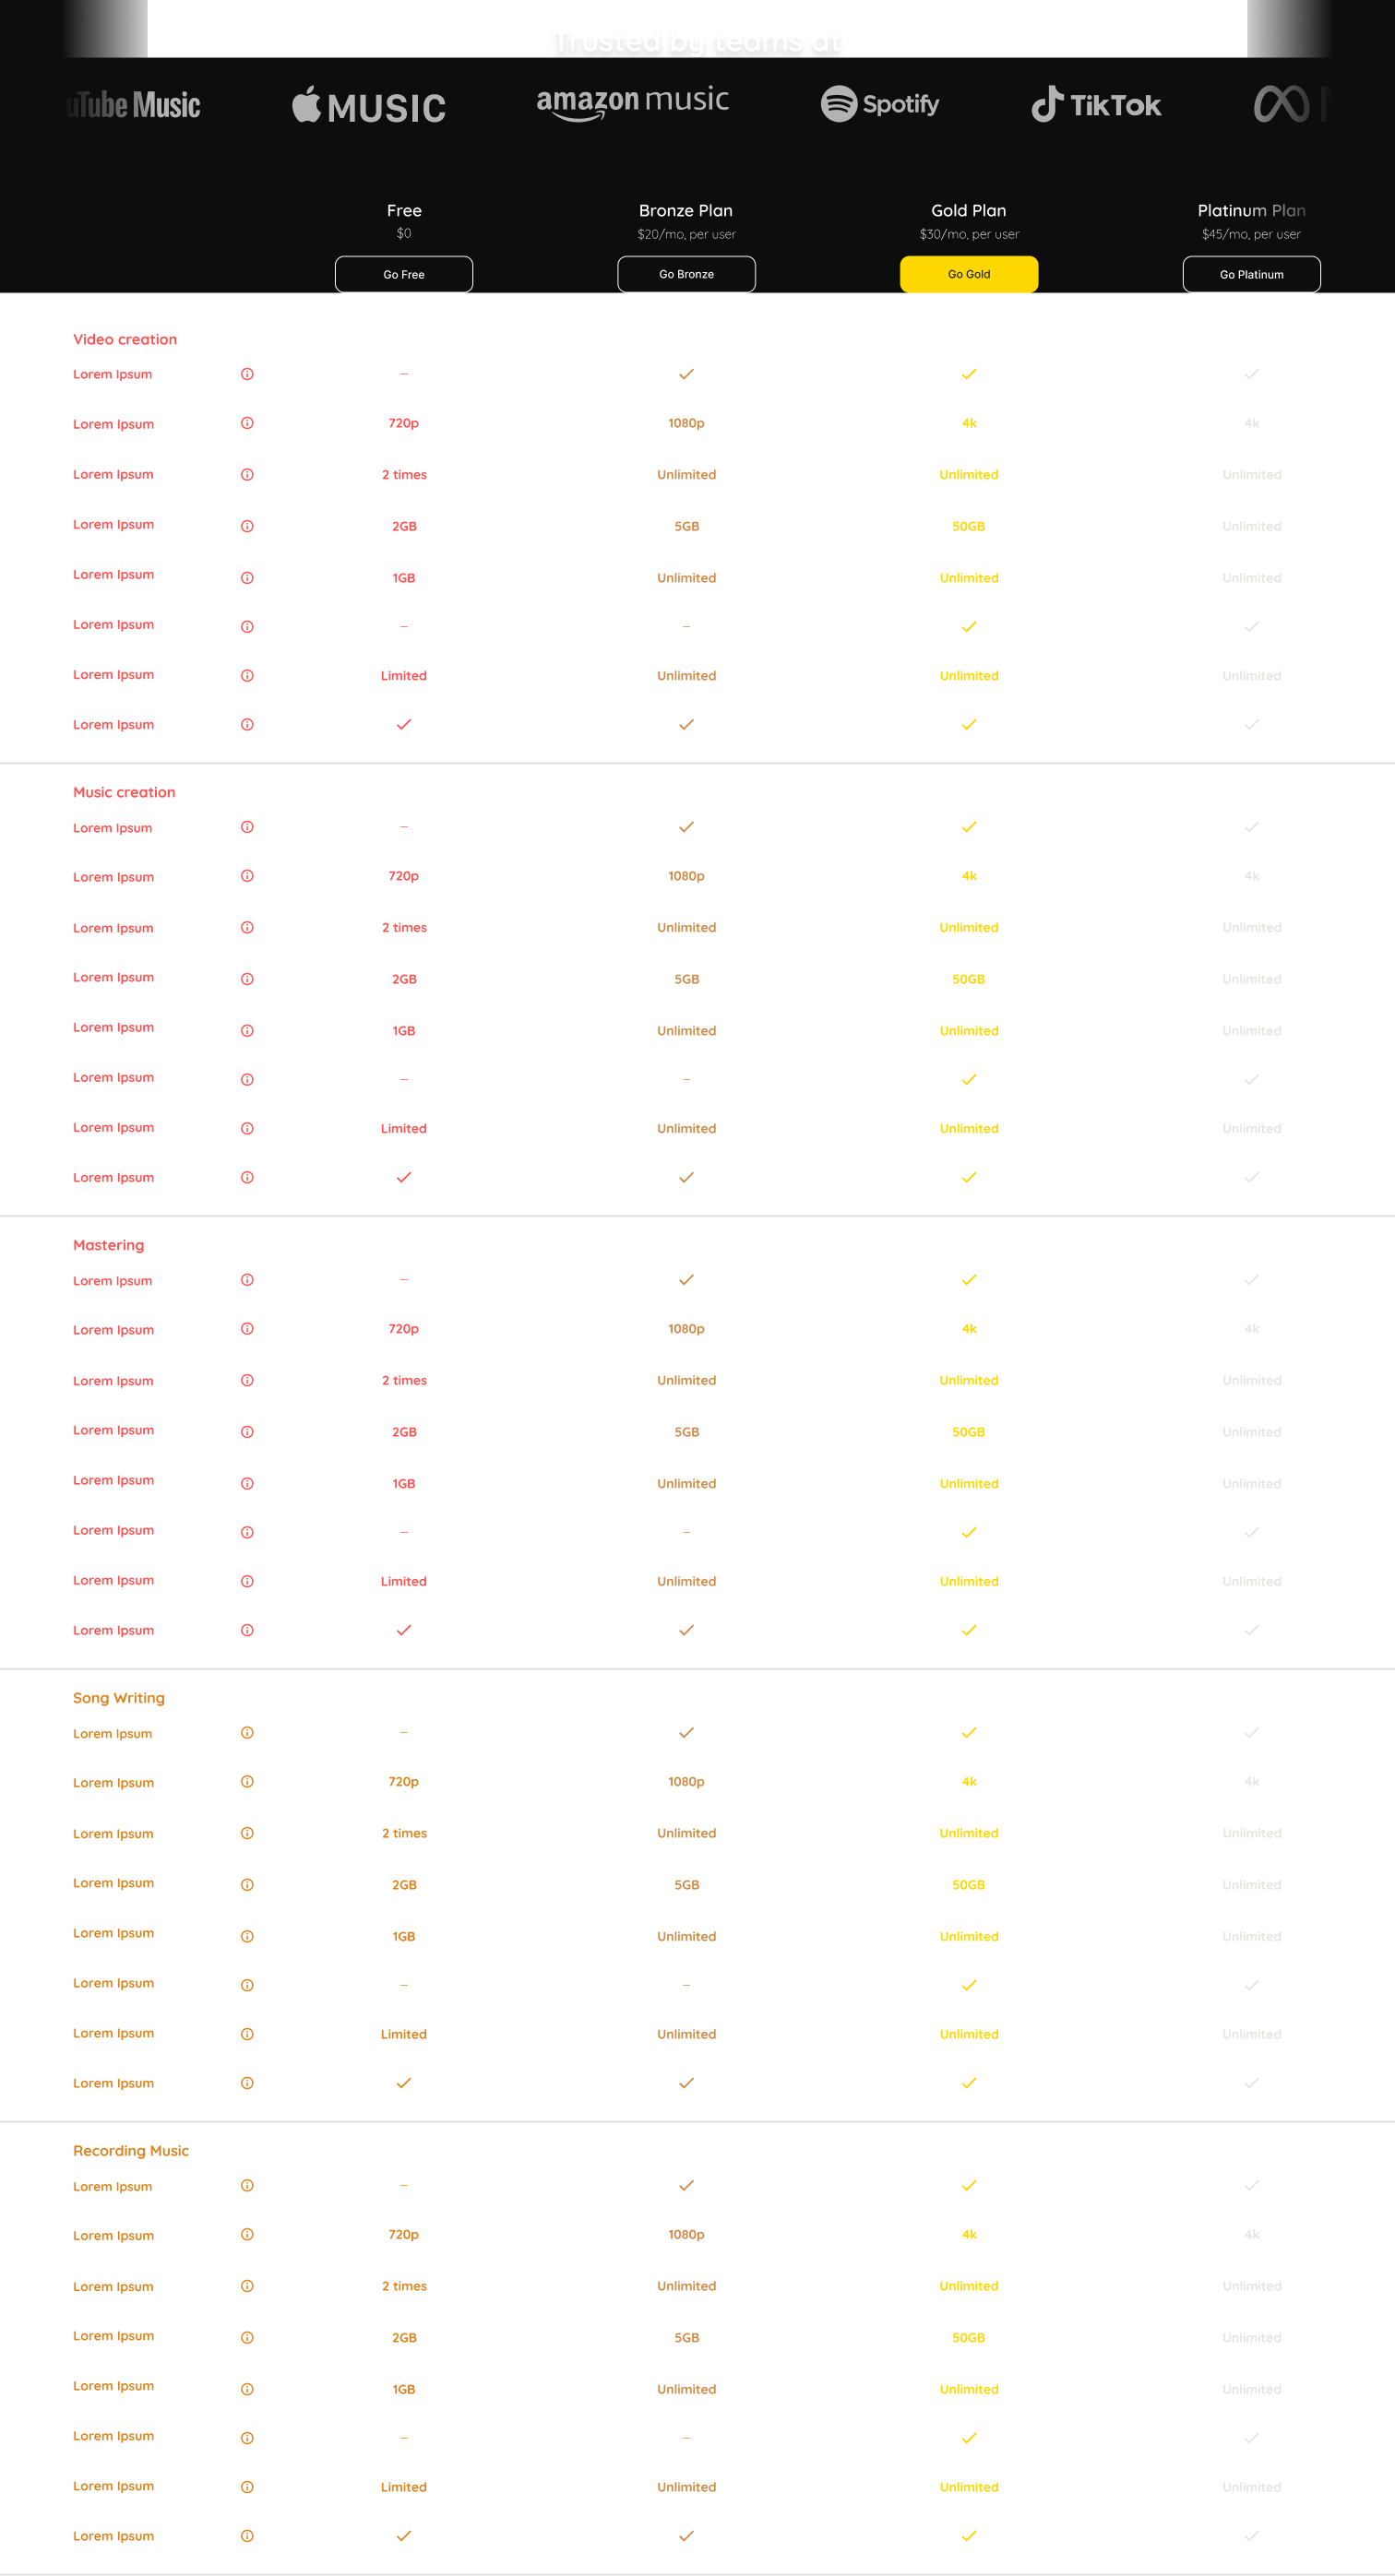 Trusted by teams at
uTube Music MUSIC amazon music Spotify TikTok
Free Bronze Plan Gold Plan Platinum Plan
$0 $20/mo, per user $30/mo, per user $45/mo, per user
Go Free Go Bronze Go Gold Go Platinum
Video creation
Lorem Ipsum – ✓ ✓ ✓
Lorem Ipsum 720p 1080p 4k 4k
Lorem Ipsum 2 times Unlimited Unlimited Unlimited
Lorem Ipsum 2GB 5GB 50GB Unlimited
Lorem Ipsum 1GB Unlimited Unlimited Unlimited
Lorem Ipsum – – ✓ ✓
Lorem Ipsum Limited Unlimited Unlimited Unlimited
Lorem Ipsum ✓ ✓ ✓ ✓
Music creation
Lorem Ipsum – ✓ ✓ ✓
Lorem Ipsum 720p 1080p 4k 4k
Lorem Ipsum 2 times Unlimited Unlimited Unlimited
Lorem Ipsum 2GB 5GB 50GB Unlimited
Lorem Ipsum 1GB Unlimited Unlimited Unlimited
Lorem Ipsum – – ✓ ✓
Lorem Ipsum Limited Unlimited Unlimited Unlimited
Lorem Ipsum ✓ ✓ ✓ ✓
Mastering
Lorem Ipsum – ✓ ✓ ✓
Lorem Ipsum 720p 1080p 4k 4k
Lorem Ipsum 2 times Unlimited Unlimited Unlimited
Lorem Ipsum 2GB 5GB 50GB Unlimited
Lorem Ipsum 1GB Unlimited Unlimited Unlimited
Lorem Ipsum – – ✓ ✓
Lorem Ipsum Limited Unlimited Unlimited Unlimited
Lorem Ipsum ✓ ✓ ✓ ✓
Song Writing
Lorem Ipsum – ✓ ✓ ✓
Lorem Ipsum 720p 1080p 4k 4k
Lorem Ipsum 2 times Unlimited Unlimited Unlimited
Lorem Ipsum 2GB 5GB 50GB Unlimited
Lorem Ipsum 1GB Unlimited Unlimited Unlimited
Lorem Ipsum – – ✓ ✓
Lorem Ipsum Limited Unlimited Unlimited Unlimited
Lorem Ipsum ✓ ✓ ✓ ✓
Recording Music
Lorem Ipsum – ✓ ✓ ✓
Lorem Ipsum 720p 1080p 4k 4k
Lorem Ipsum 2 times Unlimited Unlimited Unlimited
Lorem Ipsum 2GB 5GB 50GB Unlimited
Lorem Ipsum 1GB Unlimited Unlimited Unlimited
Lorem Ipsum – – ✓ ✓
Lorem Ipsum Limited Unlimited Unlimited Unlimited
Lorem Ipsum ✓ ✓ ✓ ✓